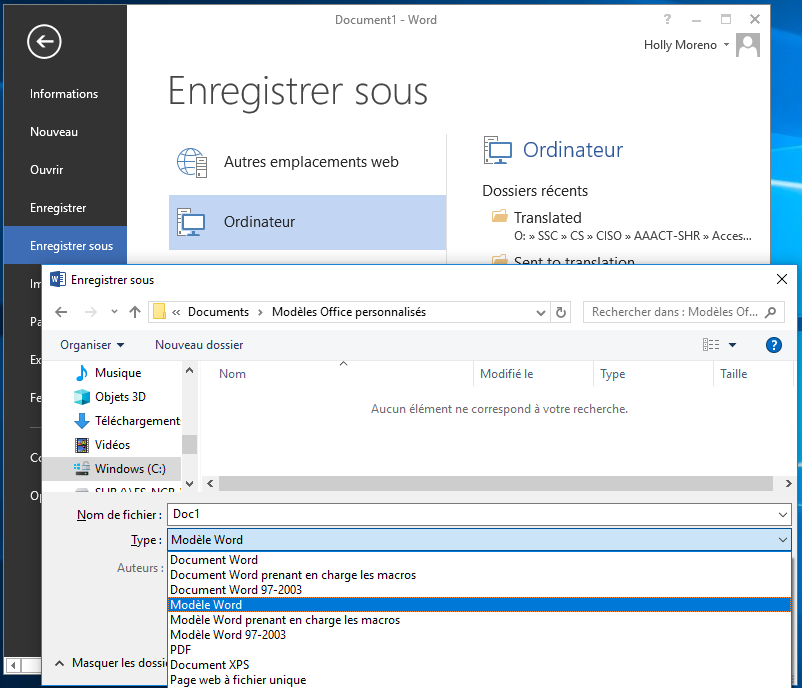 Document1 - Word
?
Holly Moreno
Informations
Nouveau
Ouvrir
Enregistrer
Enregistrer sous
Enregistrer sous
Autres emplacements web
Ordinateur
Ordinateur
Dossiers récents
Translated
O: » SSC » CS » CISO » AAACT-SHR » Acces...
Sent to translation
Im
Pa
Ex
Fe
Co
Op
Enregistrer sous
« Documents > Modèles Office personnalisés
Rechercher dans : Modèles Of...
Organiser
Nouveau dossier
?
Musique
Objets 3D
Téléchargement
Vidéos
Windows (C:)
Nom
Modifié le
Type
Taille
Aucun élément ne correspond à votre recherche.
Nom de fichier :
Doc1
Type :
Modèle Word
Auteurs :
Document Word
Document Word prenant en charge les macros
Document Word 97-2003
Modèle Word
Modèle Word prenant en charge les macros
Modèle Word 97-2003
PDF
Document XPS
Page web à fichier unique
Masquer les dossie